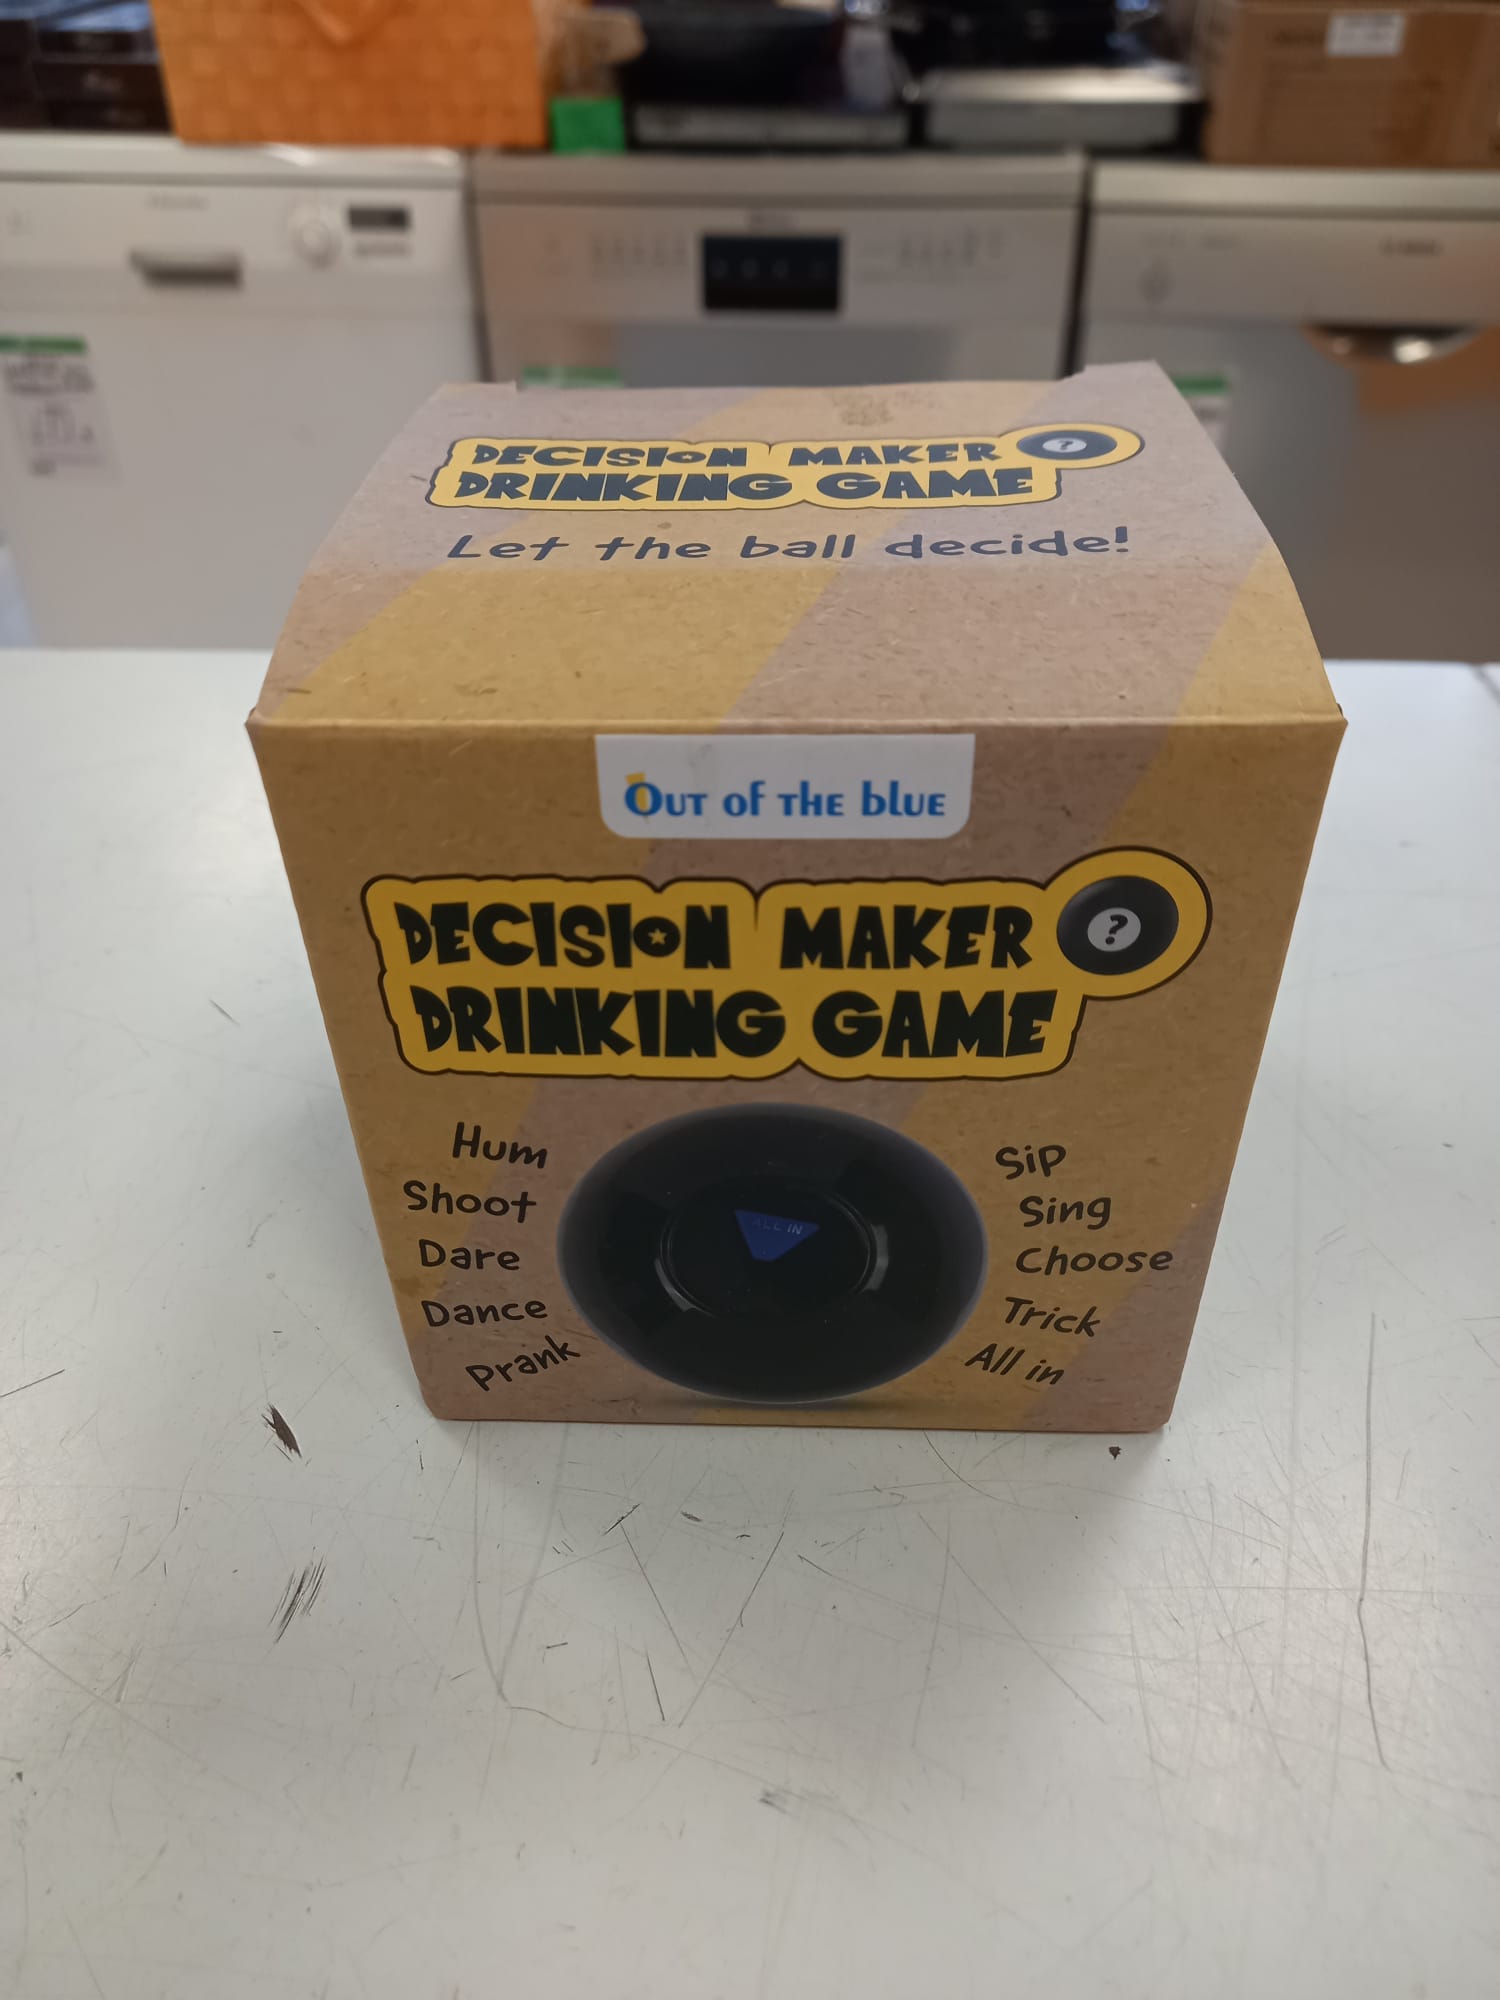 DECISION MAKER ?
DRINKING GAME
Let the ball decide!
OUT OF THE BLUE
DECISION MAKER ?
DRINKING GAME
Hum
Shoot
Dare
Dance
Prank
ALL IN
Sip
Sing
Choose
Trick
All in